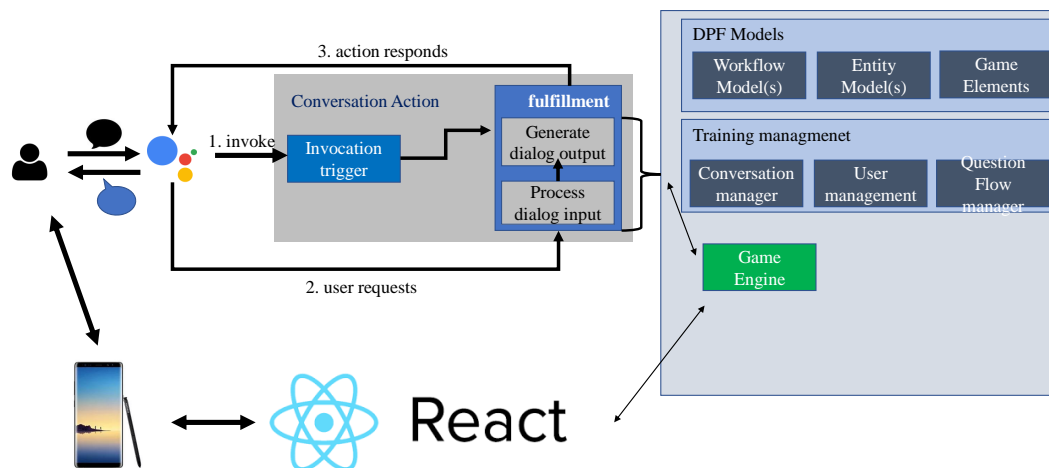 3. action responds
Conversation Action
fulfillment
1. invoke
Invocation
trigger
Generate
dialog output
Process
dialog input
2. user requests
DPF Models
Workflow
Model(s)
Entity
Model(s)
Game
Elements
Training managmenet
Conversation
manager
User
management
Question
Flow
manager
Game
Engine
React